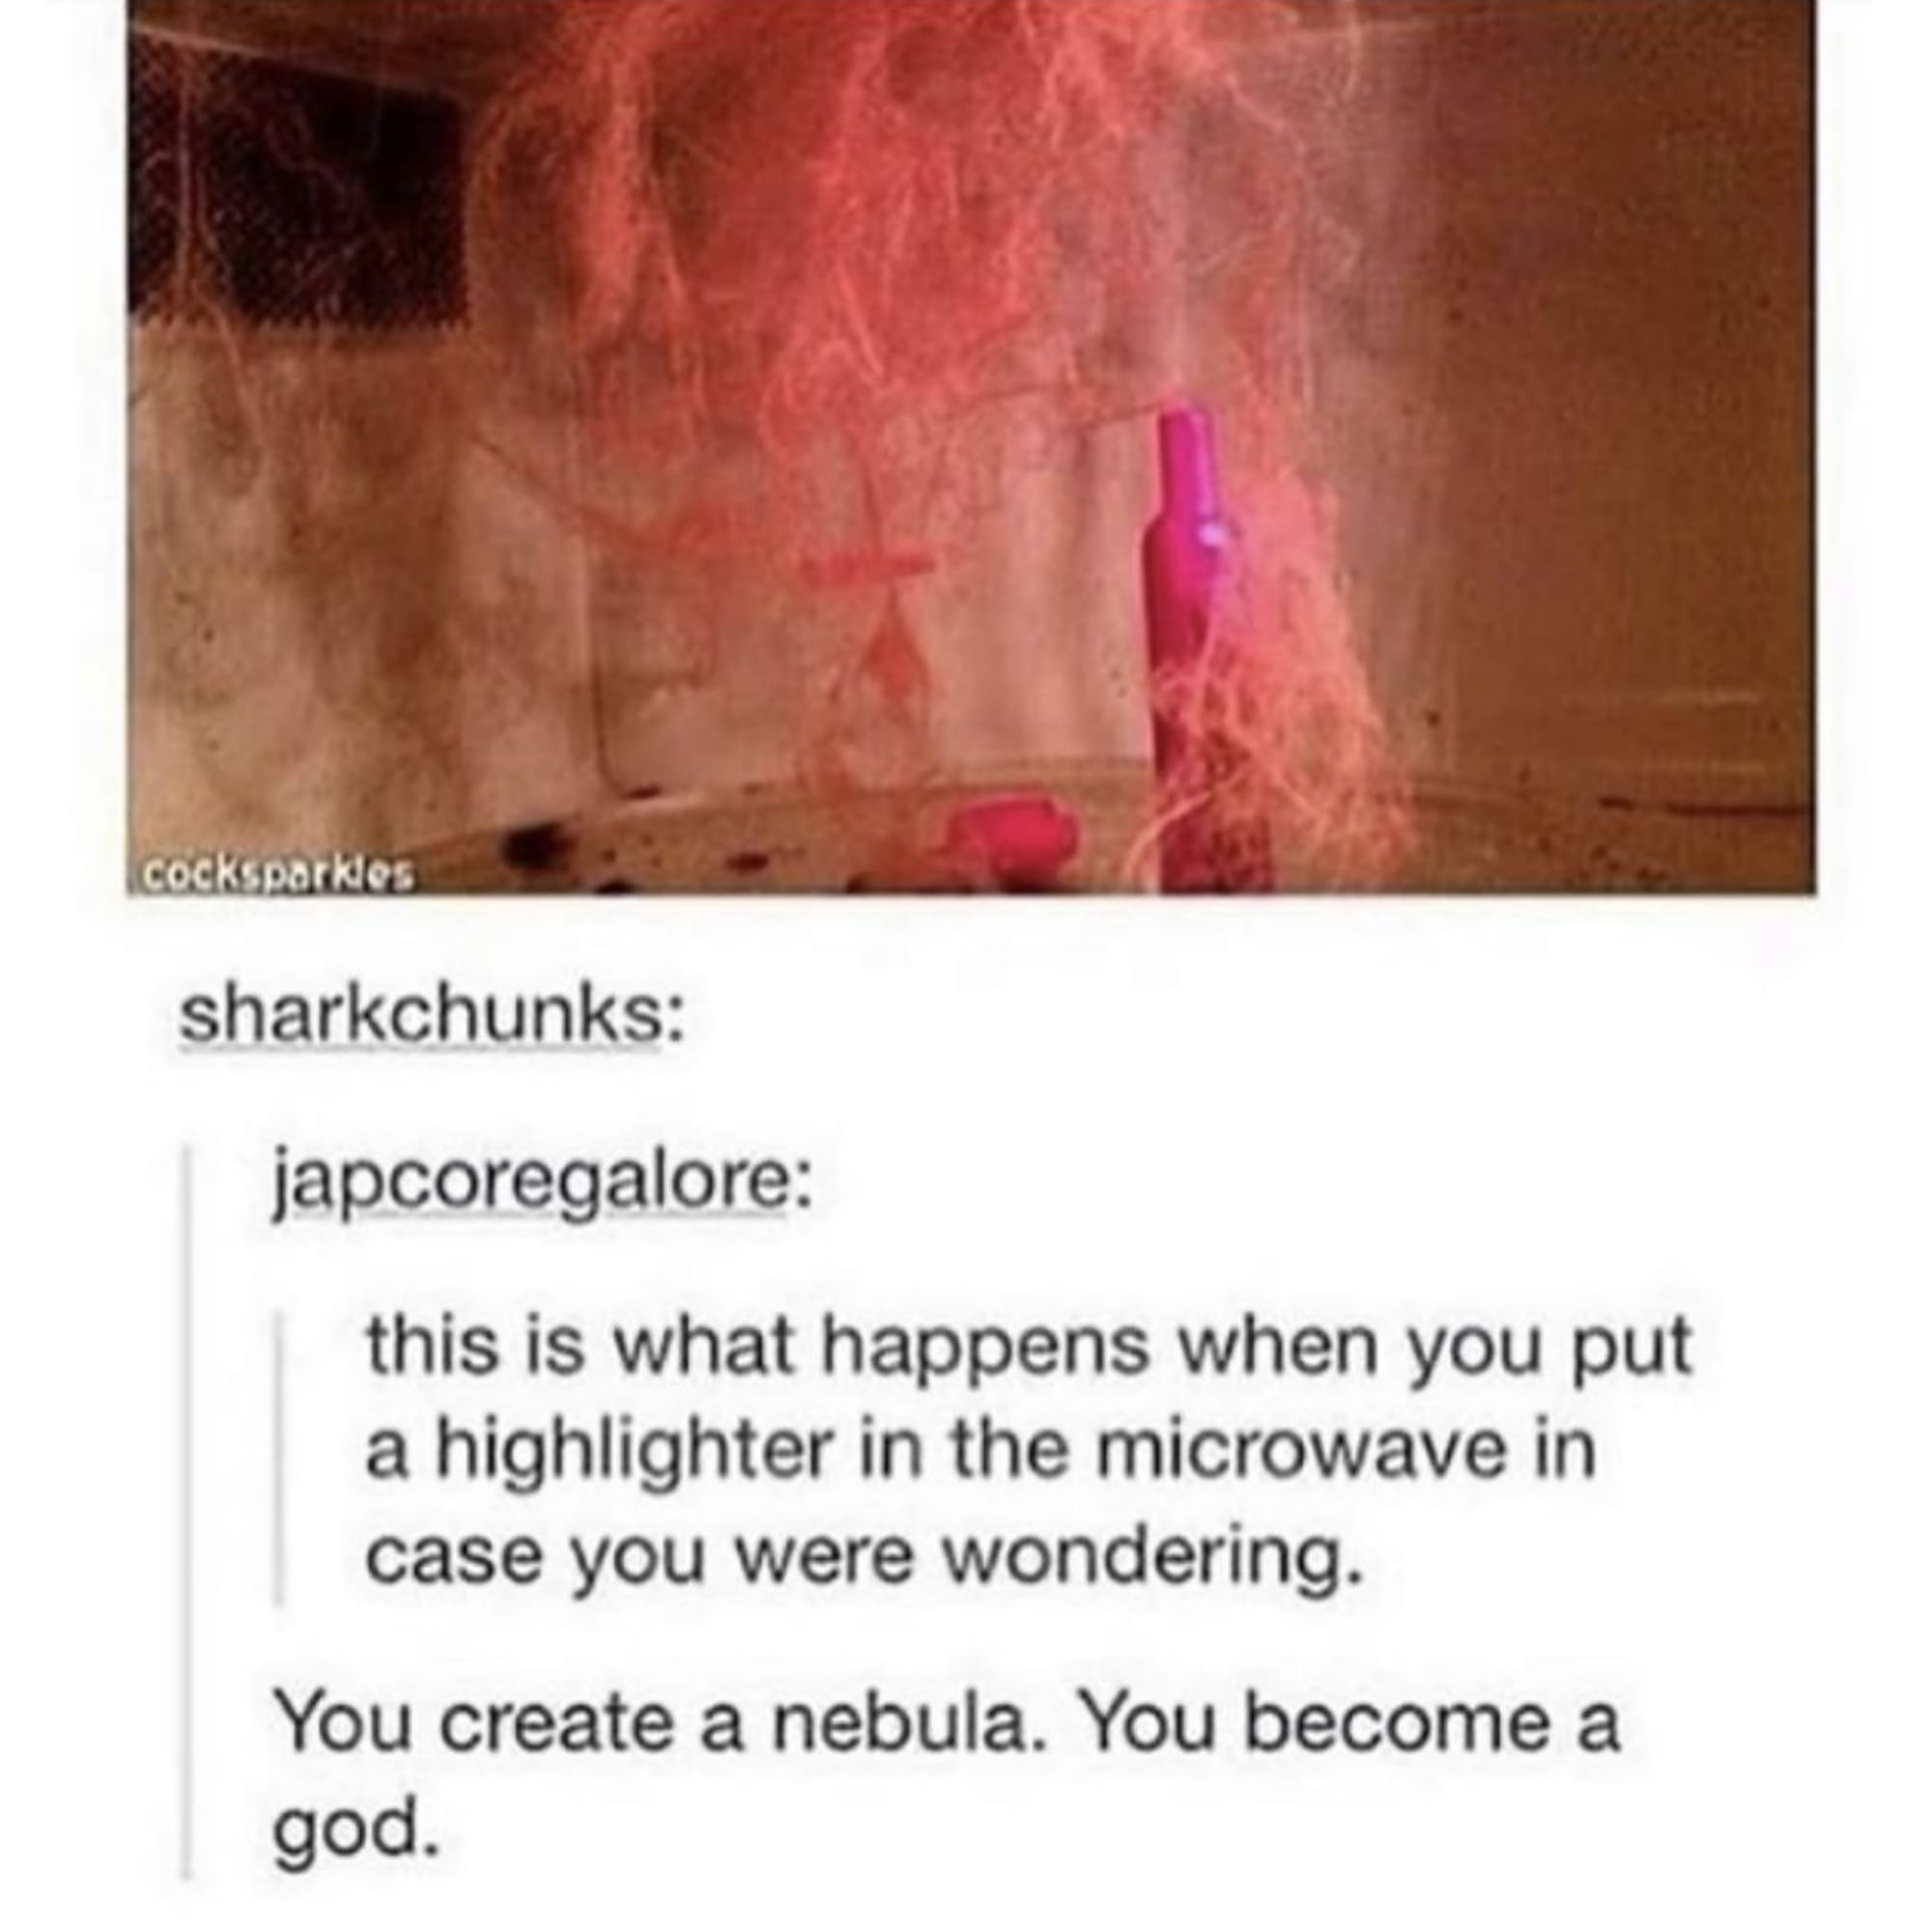 cocksparkles
sharkchunks:
japcoregalore:
this is what happens when you put
a highlighter in the microwave in
case you were wondering.
You create a nebula. You become a
god.